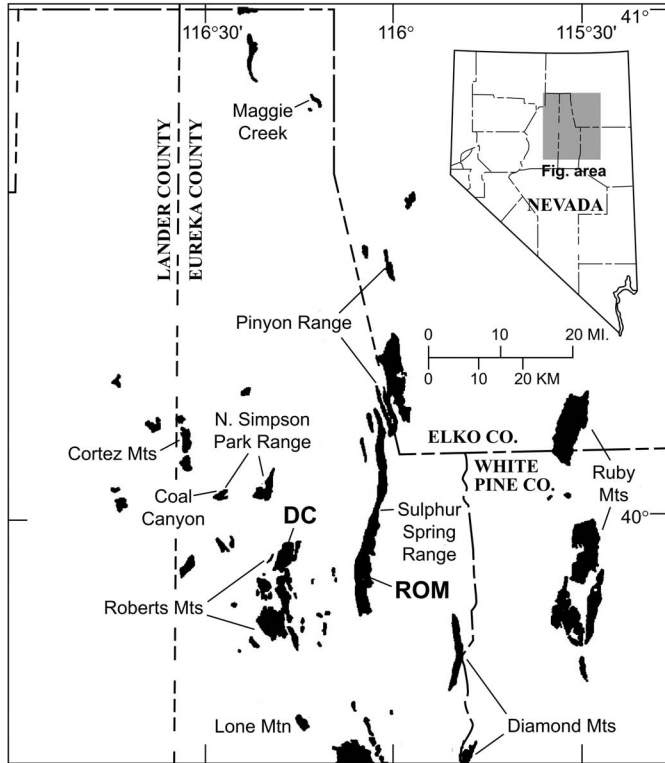 116°30'
116°
115°30'
41°
Maggie
Creek
LANDER COUNTY
EUREKA COUNTY
Fig. area
NEVADA
Pinyon Range
0 10 20 MI.
0 10 20 KM
N. Simpson
Park Range
Cortez Mts
ELKO CO.
WHITE
PINE CO.
Ruby
Mts
Coal
Canyon
DC
Sulphur
Spring
Range
40°
ROM
Roberts Mts
Lone Mtn
Diamond Mts